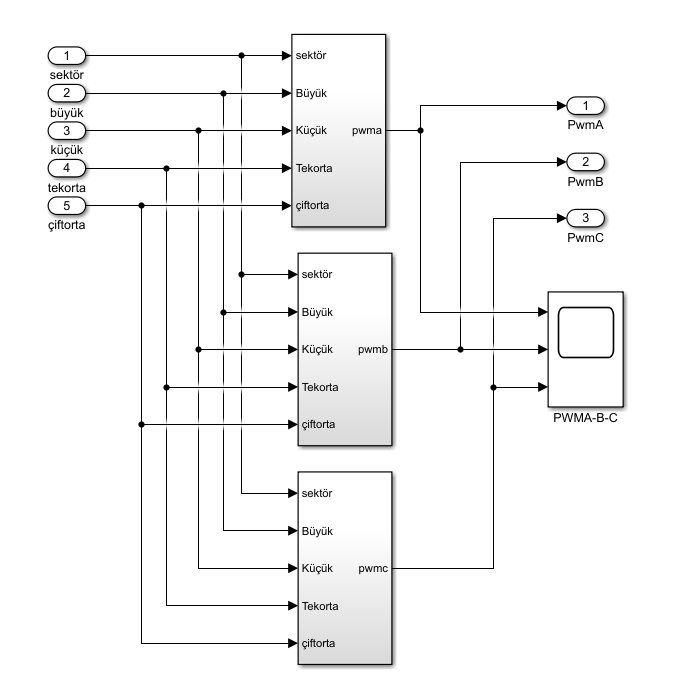 1
sektör
2
büyük
3
küçük
4
tekorta
5
çiftorta
sektör
Büyük
Küçük
Tekorta
çiftorta
pwma
sektör
Büyük
Küçük
Tekorta
çiftorta
pwmb
sektör
Büyük
Küçük
Tekorta
çiftorta
pwmc
1
PwmA
2
PwmB
3
PwmC
PWMA-B-C